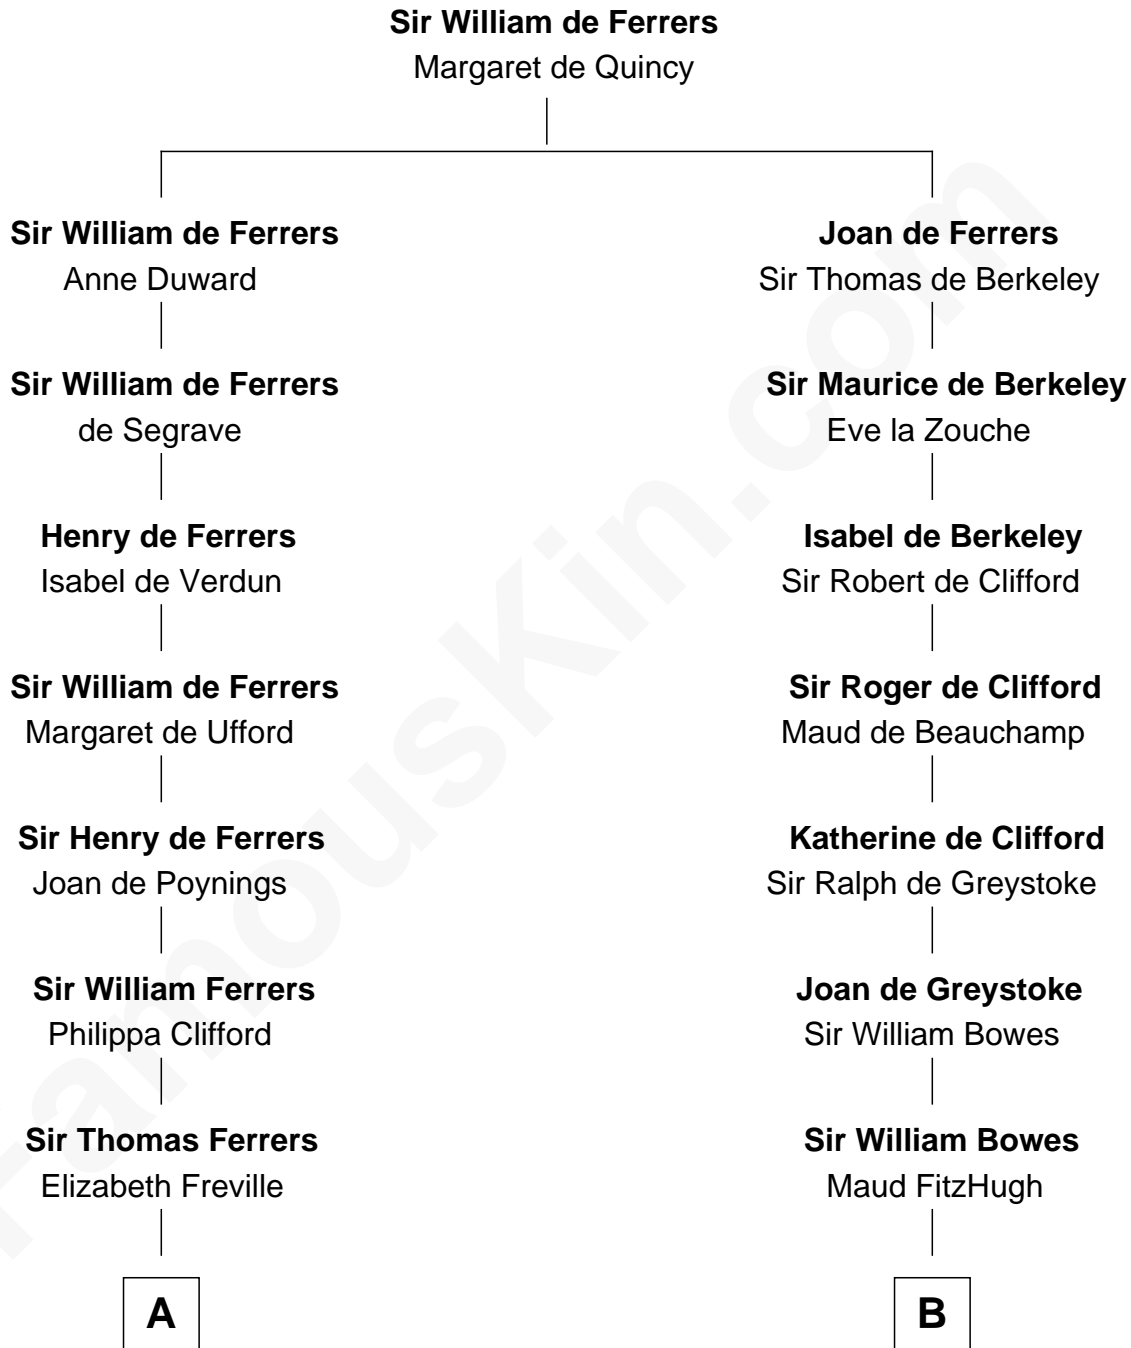 Sir William de Ferrers
Margaret de Quincy
Sir William de Ferrers
Anne Duward
Sir William de Ferrers
de Segrave
Henry de Ferrers
Isabel de Verdun
Sir William de Ferrers
Margaret de Ufford
Sir Henry de Ferrers
Joan de Poynings
Sir William Ferrers
Philippa Clifford
Sir Thomas Ferrers
Elizabeth Freville
A
Joan de Ferrers
Sir Thomas de Berkeley
Sir Maurice de Berkeley
Eve la Zouche
Isabel de Berkeley
Sir Robert de Clifford
Sir Roger de Clifford
Maud de Beauchamp
Katherine de Clifford
Sir Ralph de Greystoke
Joan de Greystoke
Sir William Bowes
Sir William Bowes
Maud FitzHugh
B
FamousKin.com